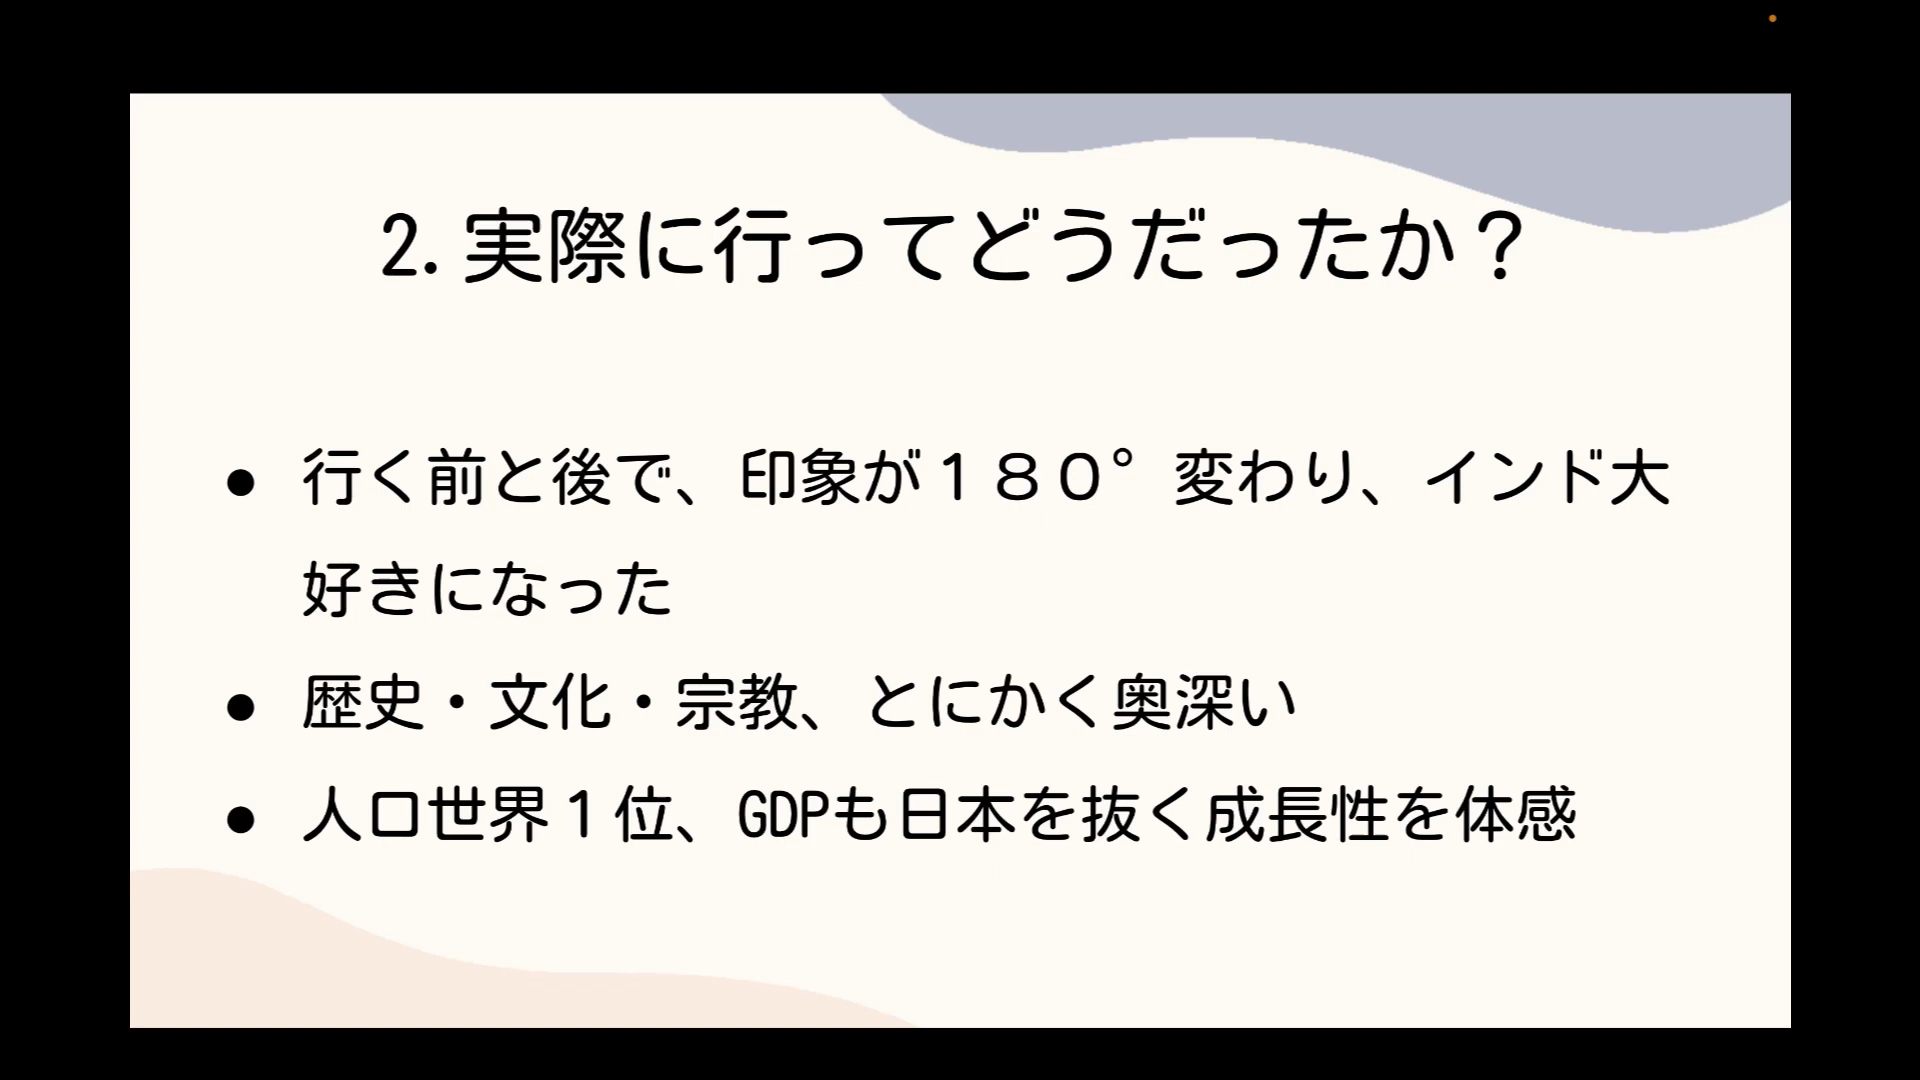 2. 実際に行ってどうだったか？
● 行く前と後で、印象が１８０°変わり、インド大
好きになった
● 歴史・文化・宗教、とにかく奥深い
● 人口世界１位、GDPも日本を抜く成長性を体感